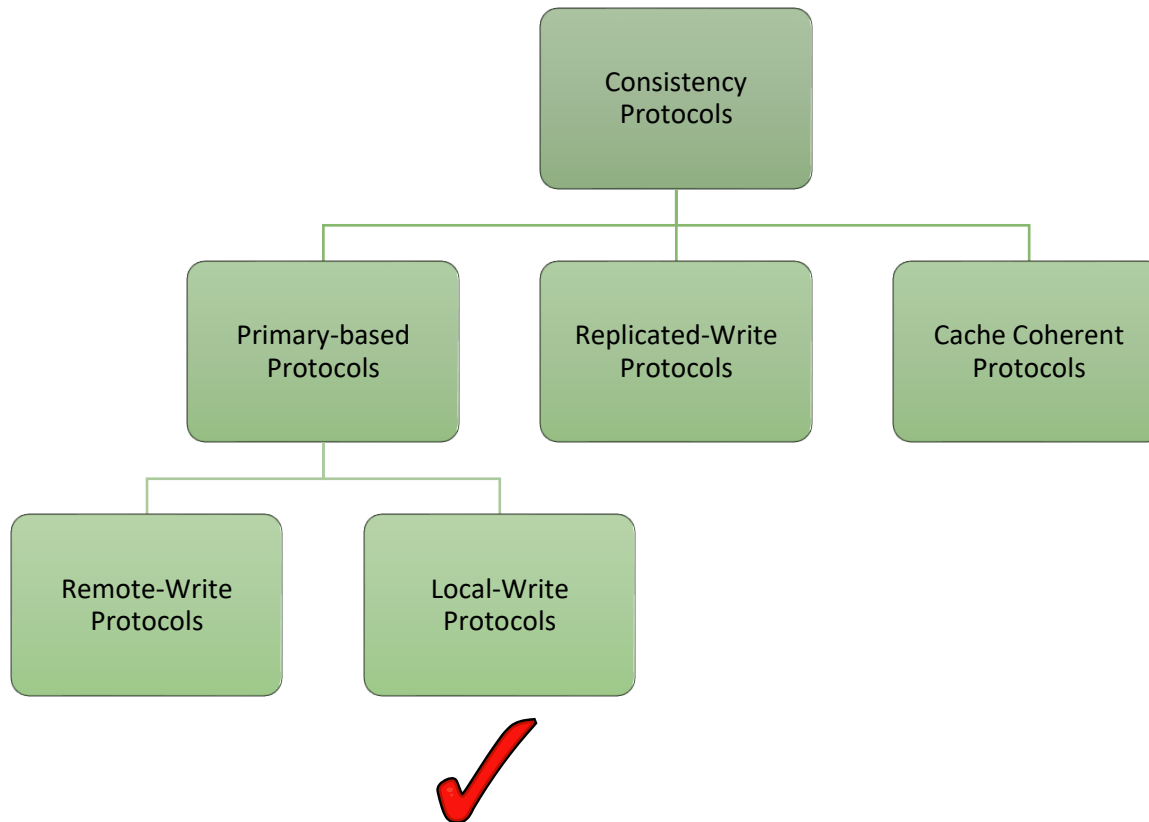 Consistency
Protocols
Primary-based
Protocols
Replicated-Write
Protocols
Cache Coherent
Protocols
Remote-Write
Protocols
Local-Write
Protocols